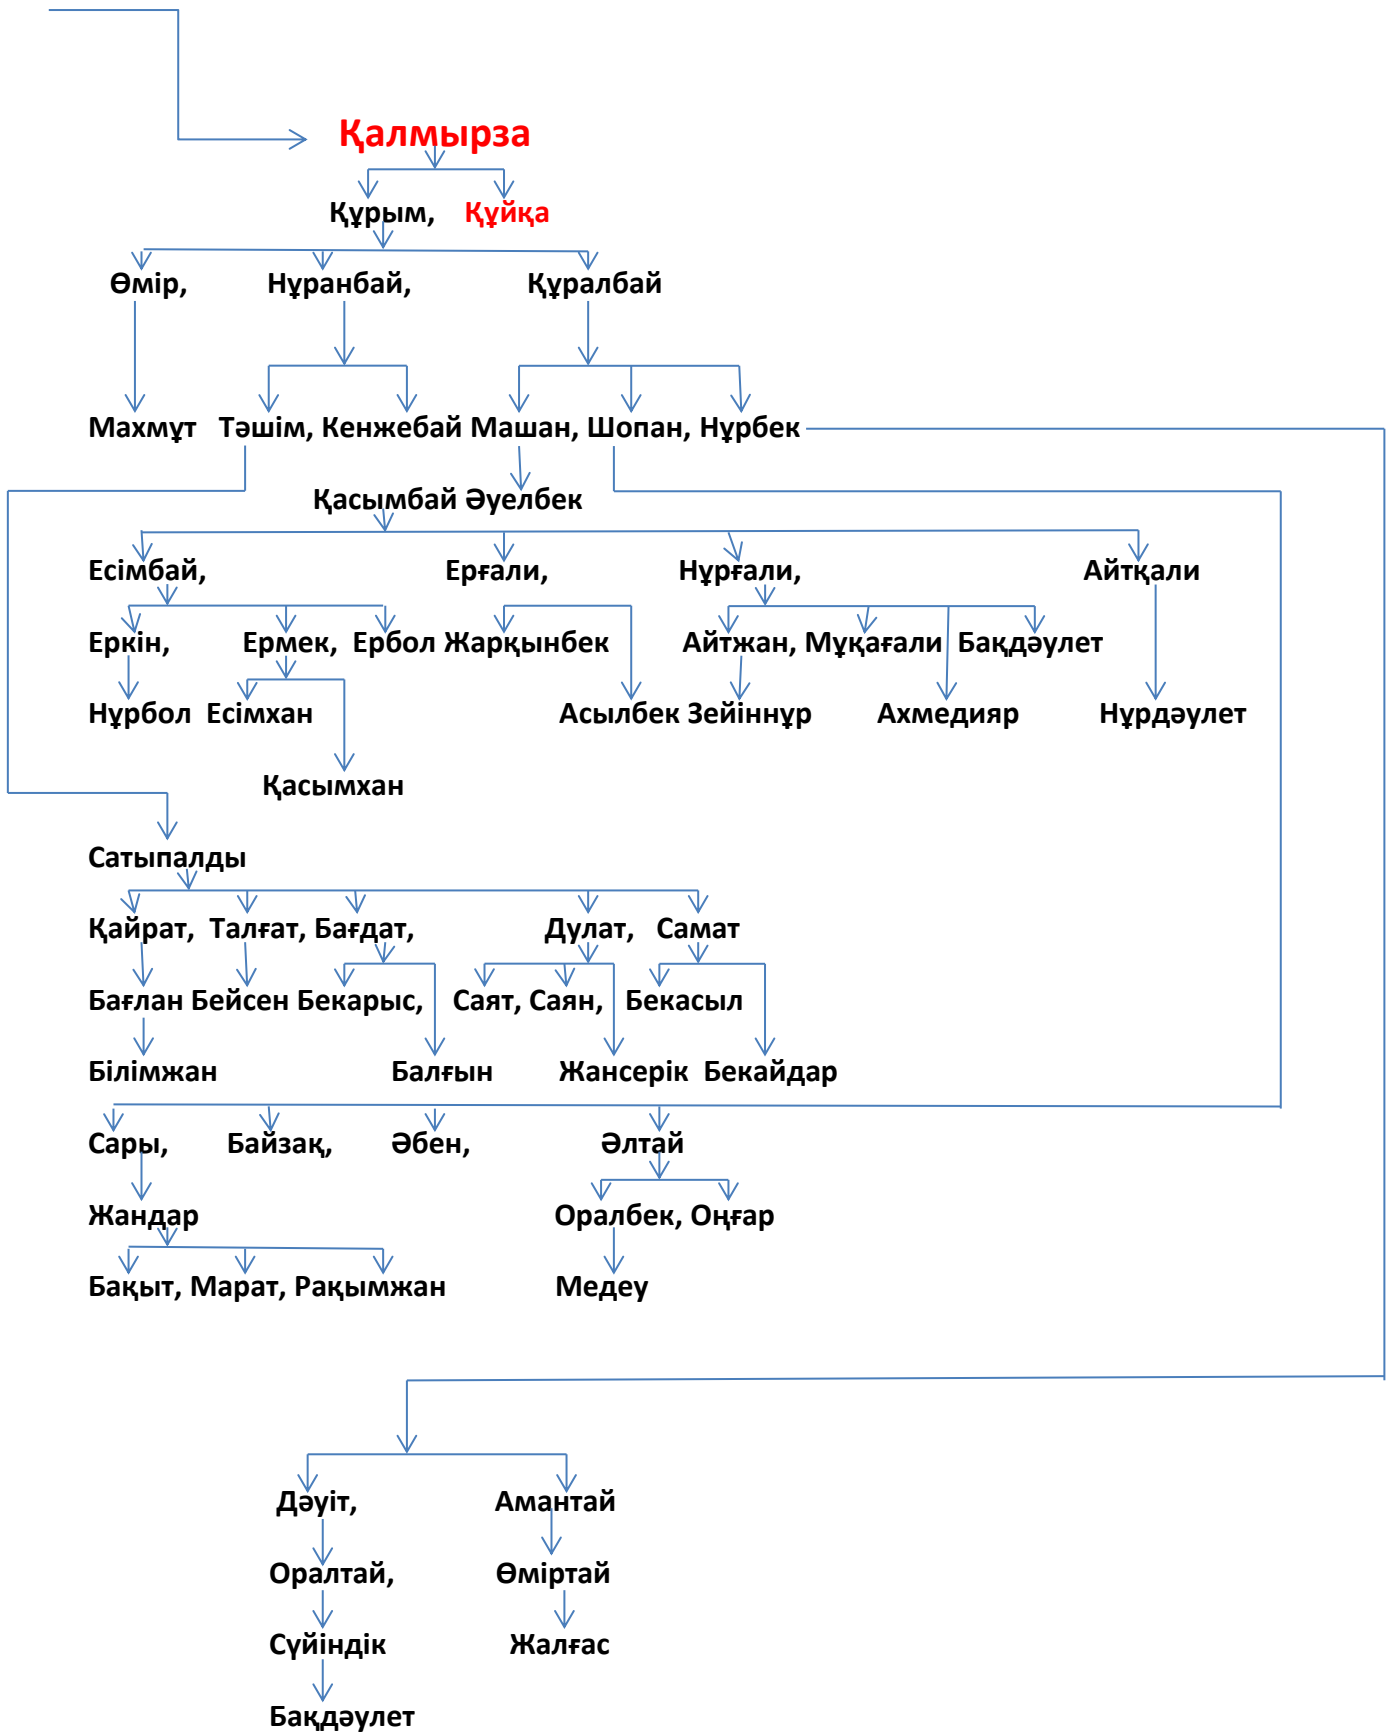 Қалмырза
Құрым, Құйқа
Өмір, Нұранбай, Құралбай
Махмұт Тәшім, Кенжебай Машан, Шопан, Нұрбек
Қасымбай Әуелбек
Есімбай, Ерғали, Нұрғали, Айтқали
Еркін, Ермек, Ербол Жарқынбек Айтжан, Мұқағали Бақдәулет
Нұрбол Есімхан Асылбек Зейіннұр Ахмедияр Нұрдәулет
Қасымхан
Сатыпалды
Қайрат, Талғат, Бағдат, Дулат, Самат
Бағлан Бейсен Бекарыс, Саят, Саян, Бекасыл
Білімжан Балғын Жансерік Бекайдар
Сары, Байзақ, Әбен, Әлтай
Жандар Оралбек, Оңғар
Бақыт, Марат, Рақымжан Медеу
Дәуіт, Амантай
Оралтай, Өміртай
Сүйіндік Жалғас
Бақдәулет